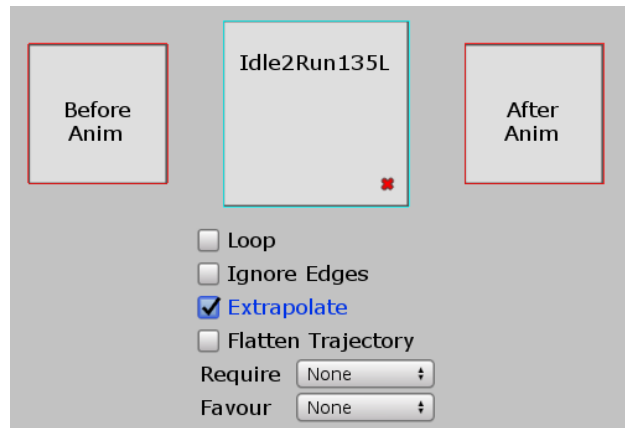 Before
Anim
Idle2Run135L
After
Anim
Loop
Ignore Edges
Extrapolate
Flatten Trajectory
Require None
Favour None